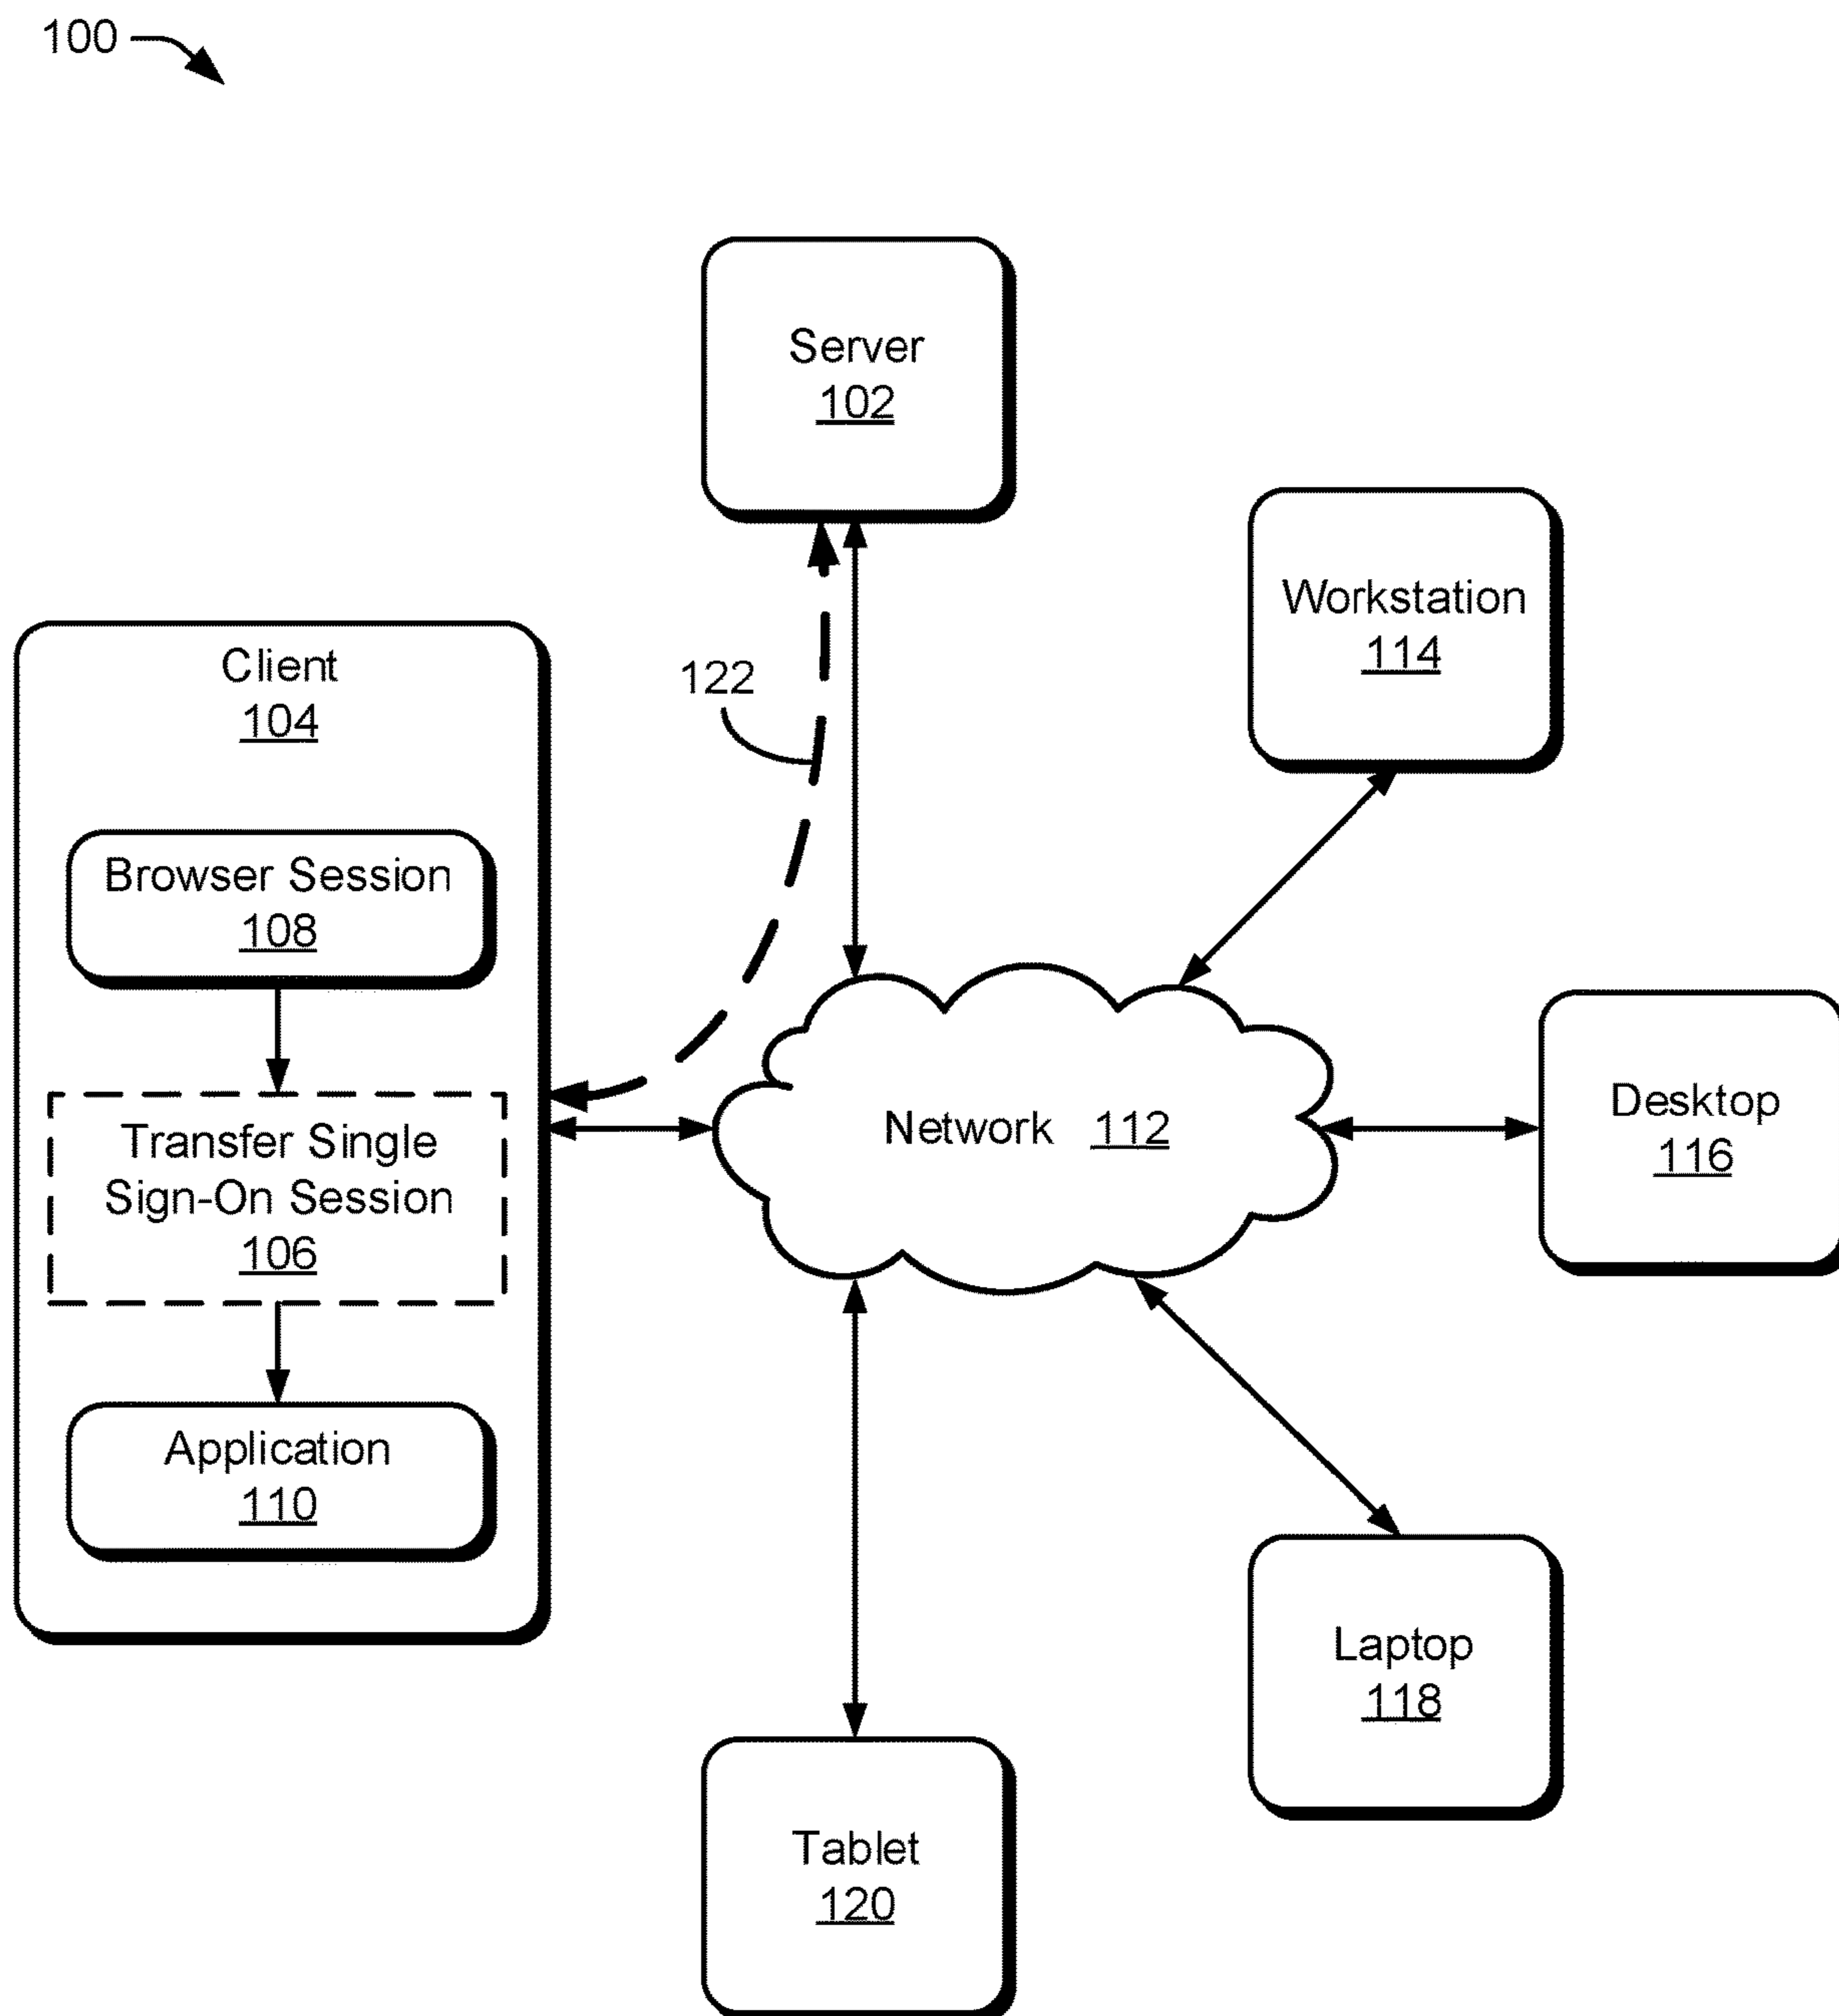 100
Server
102
Workstation
114
Client
104
122
Browser Session
108
Transfer Single
Sign-On Session
106
Application
110
Network 112
Desktop
116
Laptop
118
Tablet
120